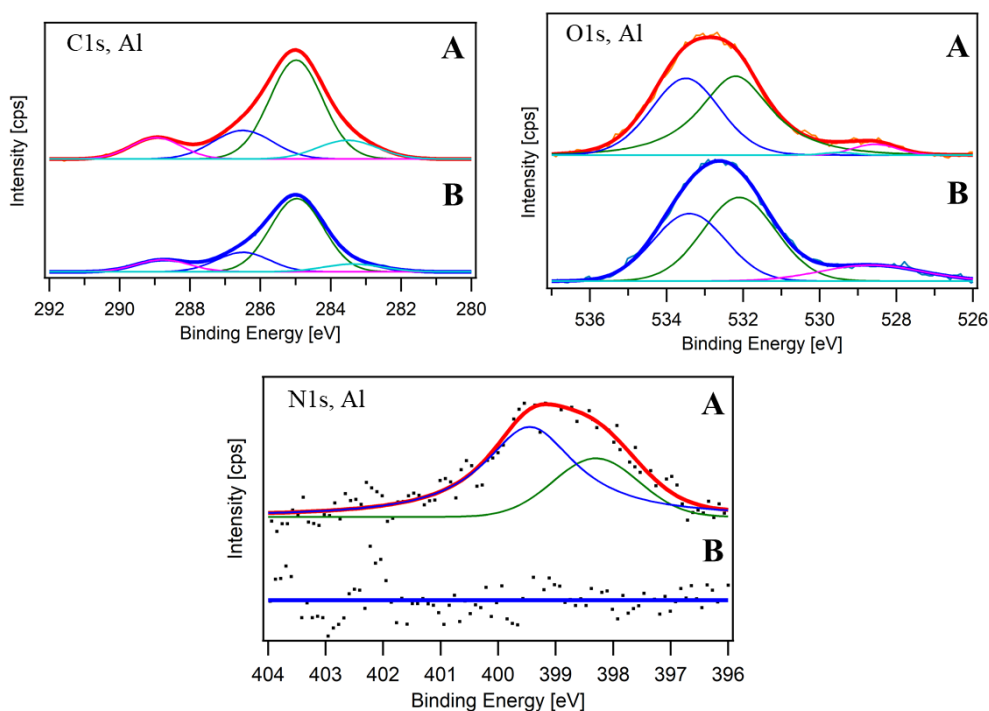 C1s, Al
A
B
Intensity [cps]
292 290 288 286 284 282 280
Binding Energy [eV]
O1s, Al
A
B
Intensity [cps]
536 534 532 530 528 526
Binding Energy [eV]
N1s, Al
A
B
Intensity [cps]
404 403 402 401 400 399 398 397 396
Binding Energy [eV]